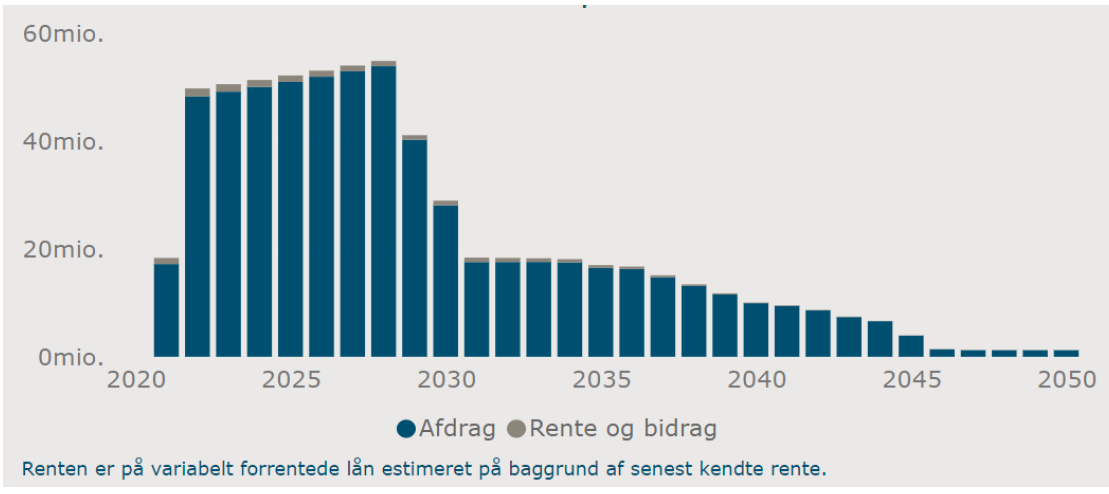 60mio.
40mio.
20mio.
0mio.
2020 2025 2030 2035 2040 2045 2050
Afdrag Rente og bidrag
Renten er på variabelt forrentede lån estimeret på baggrund af senest kendte rente.